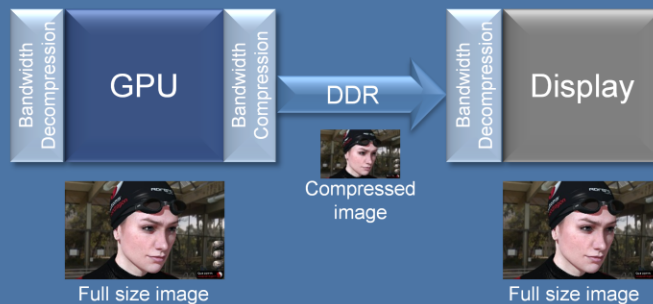 Bandwidth
Decompression
GPU
Bandwidth
Compression
DDR
Bandwidth
Decompression
Display
Compressed
image
Full size image
Full size image